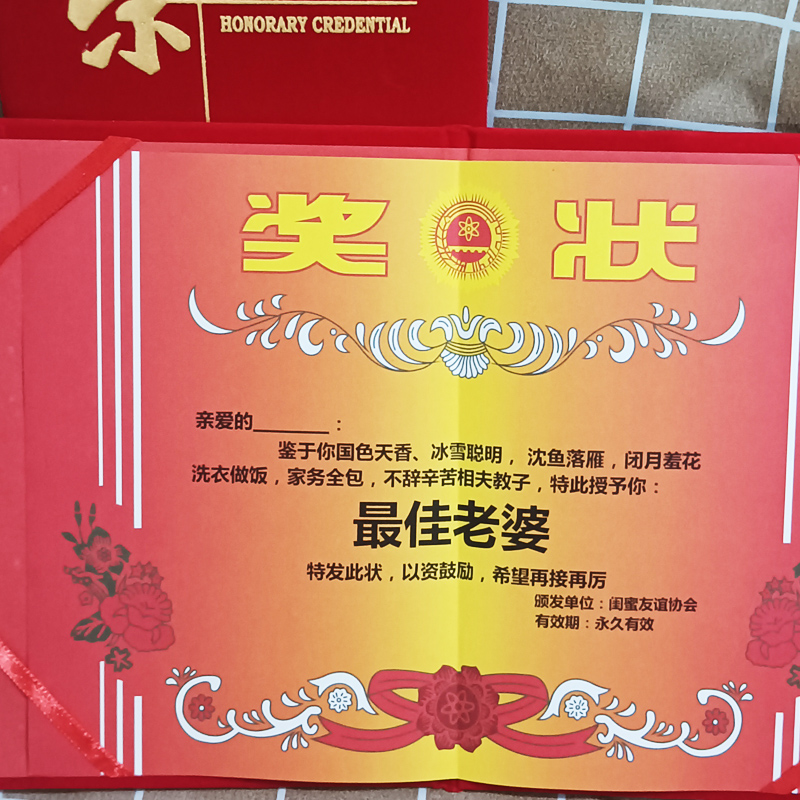 HONORARY CREDENTIAL
奖状
亲爱的________：
鉴于你国色天香、冰雪聪明，沈鱼落雁，闭月羞花
洗衣做饭，家务全包，不辞辛苦相夫教子，特此授予你：
最佳老婆
特发此状，以资鼓励，希望再接再厉
颁发单位：闺蜜友谊协会
有效期：永久有效